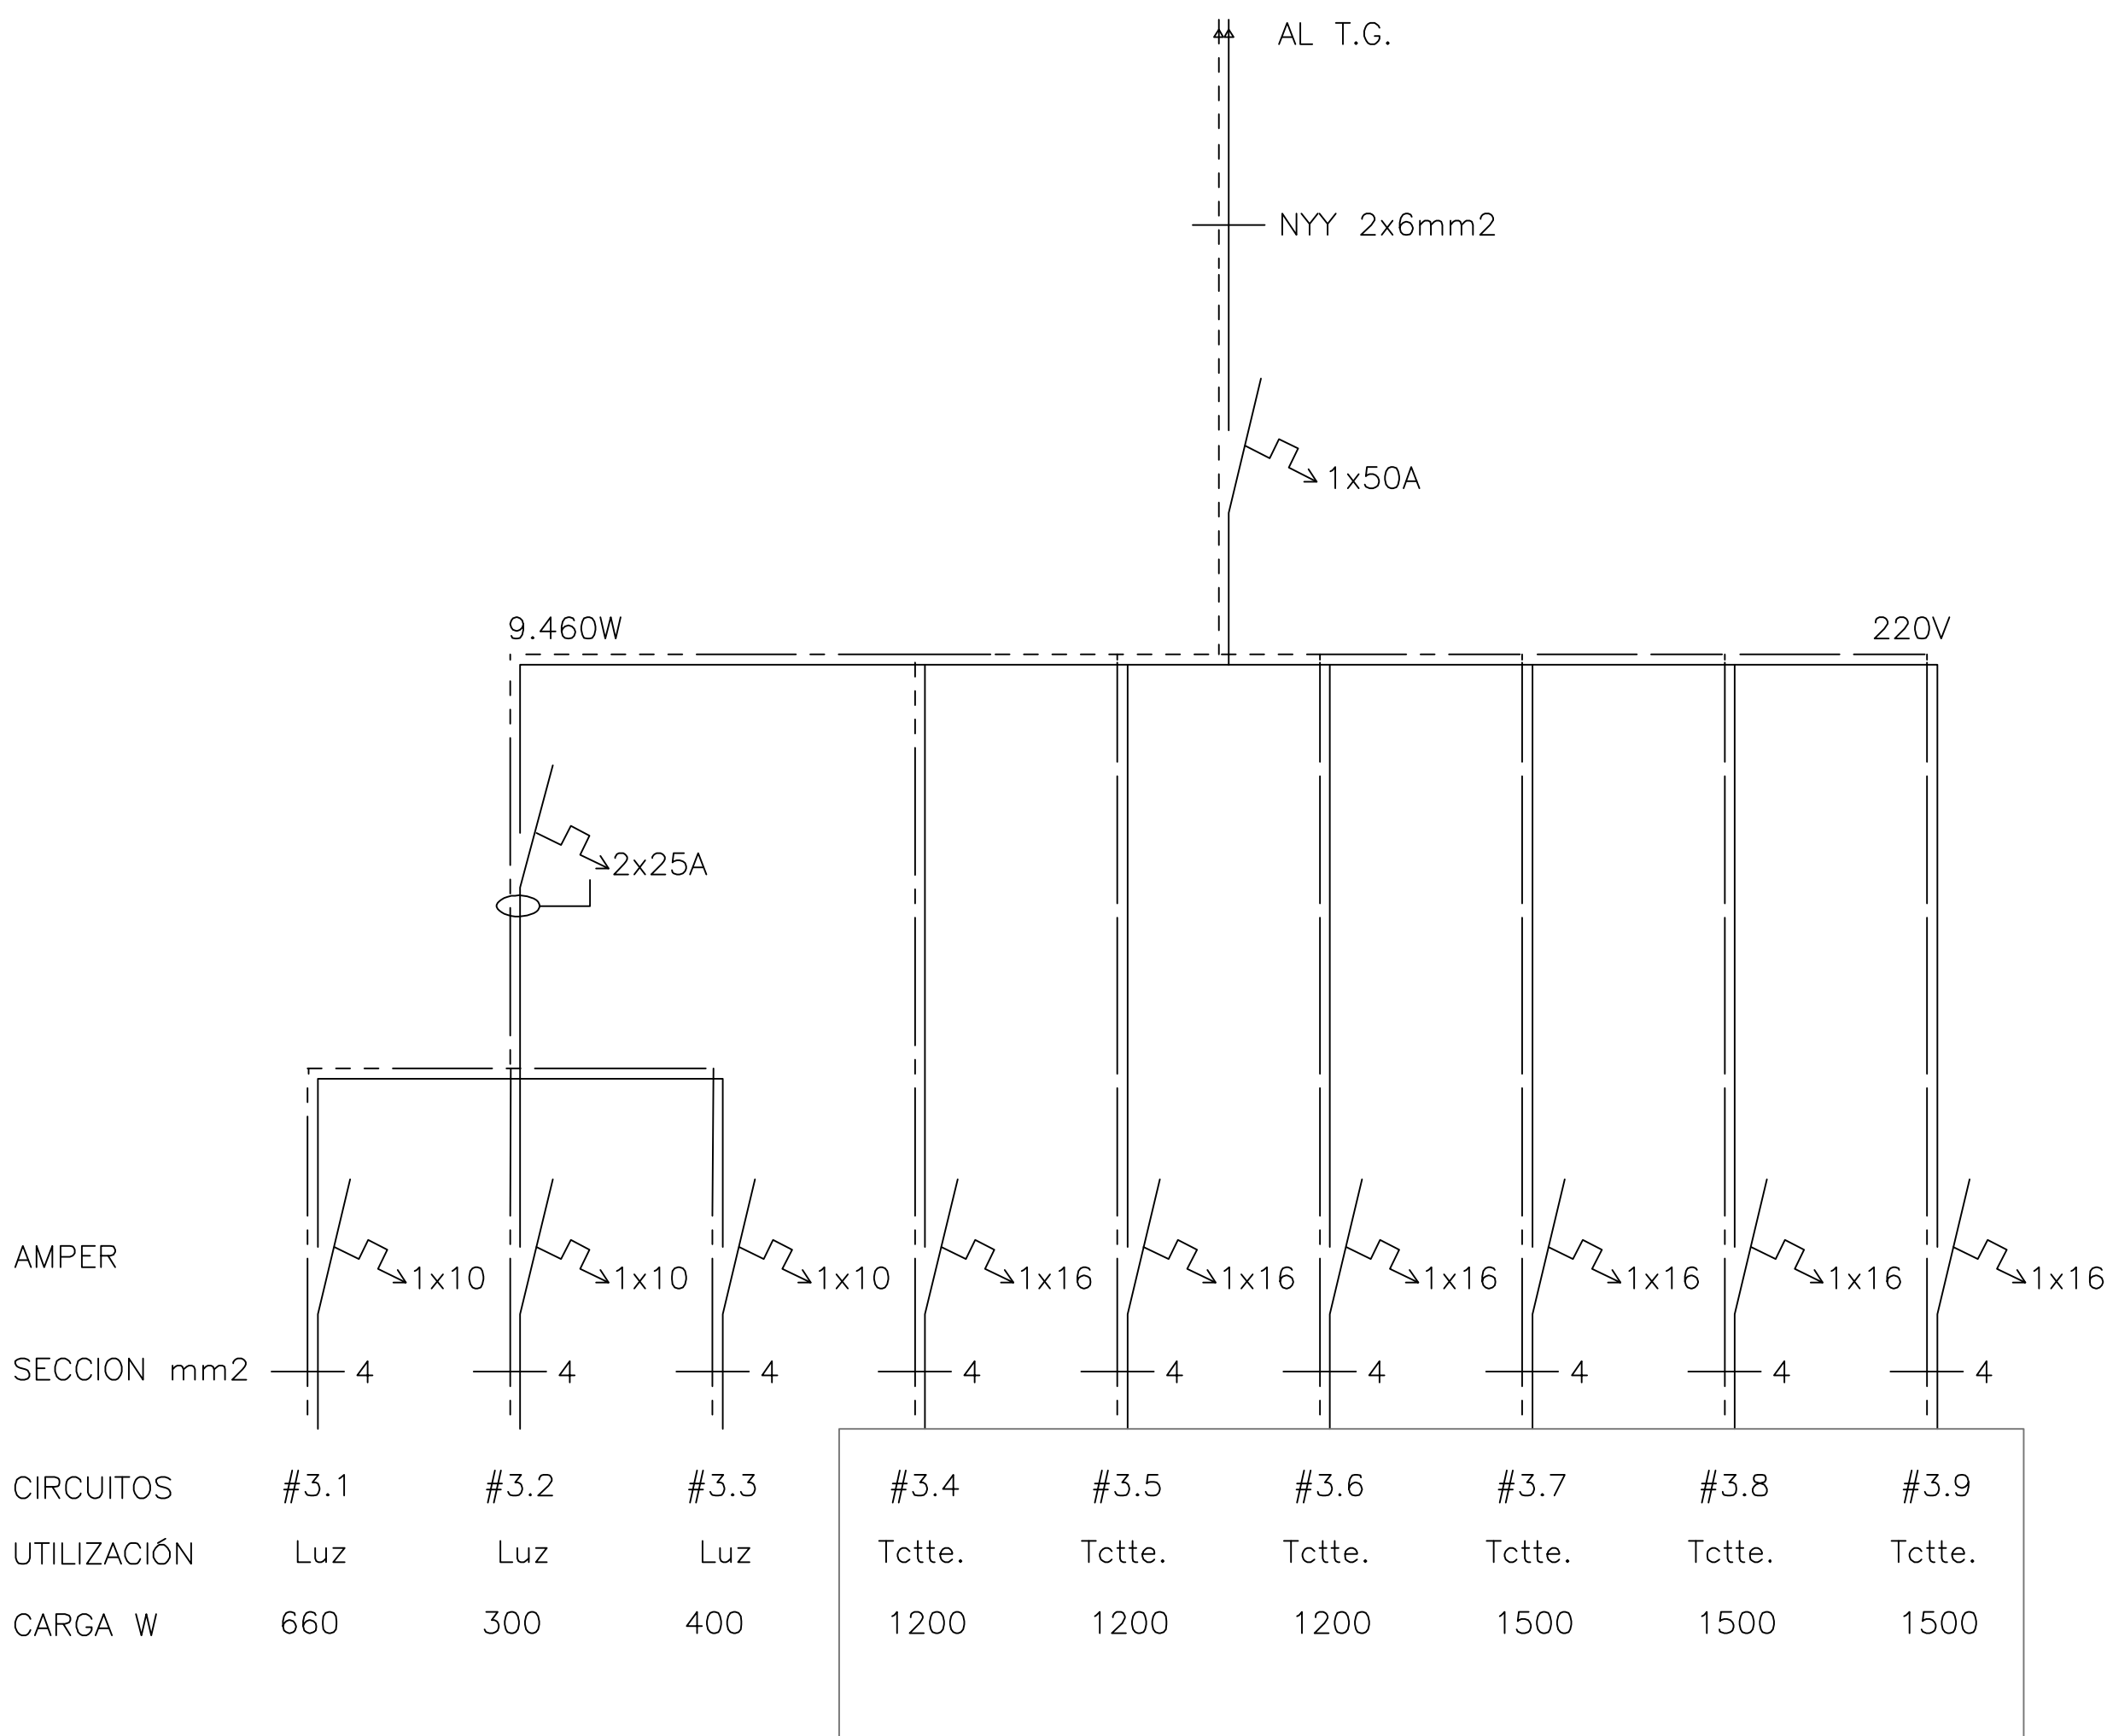 AL T.G.
NYY 2x6mm2
1x50A
9.460W 220V
2x25A
AMPER 1x10 1x10 1x10 1x16 1x16 1x16 1x16 1x16 1x16
SECCION mm2 4 4 4 4 4 4 4 4 4
CIRCUITOS #3.1 #3.2 #3.3 #3.4 #3.5 #3.6 #3.7 #3.8 #3.9
UTILIZACIÓN Luz Luz Luz Tctte. Tctte. Tctte. Tctte. Tctte. Tctte.
CARGA W 660 300 400 1200 1200 1200 1500 1500 1500